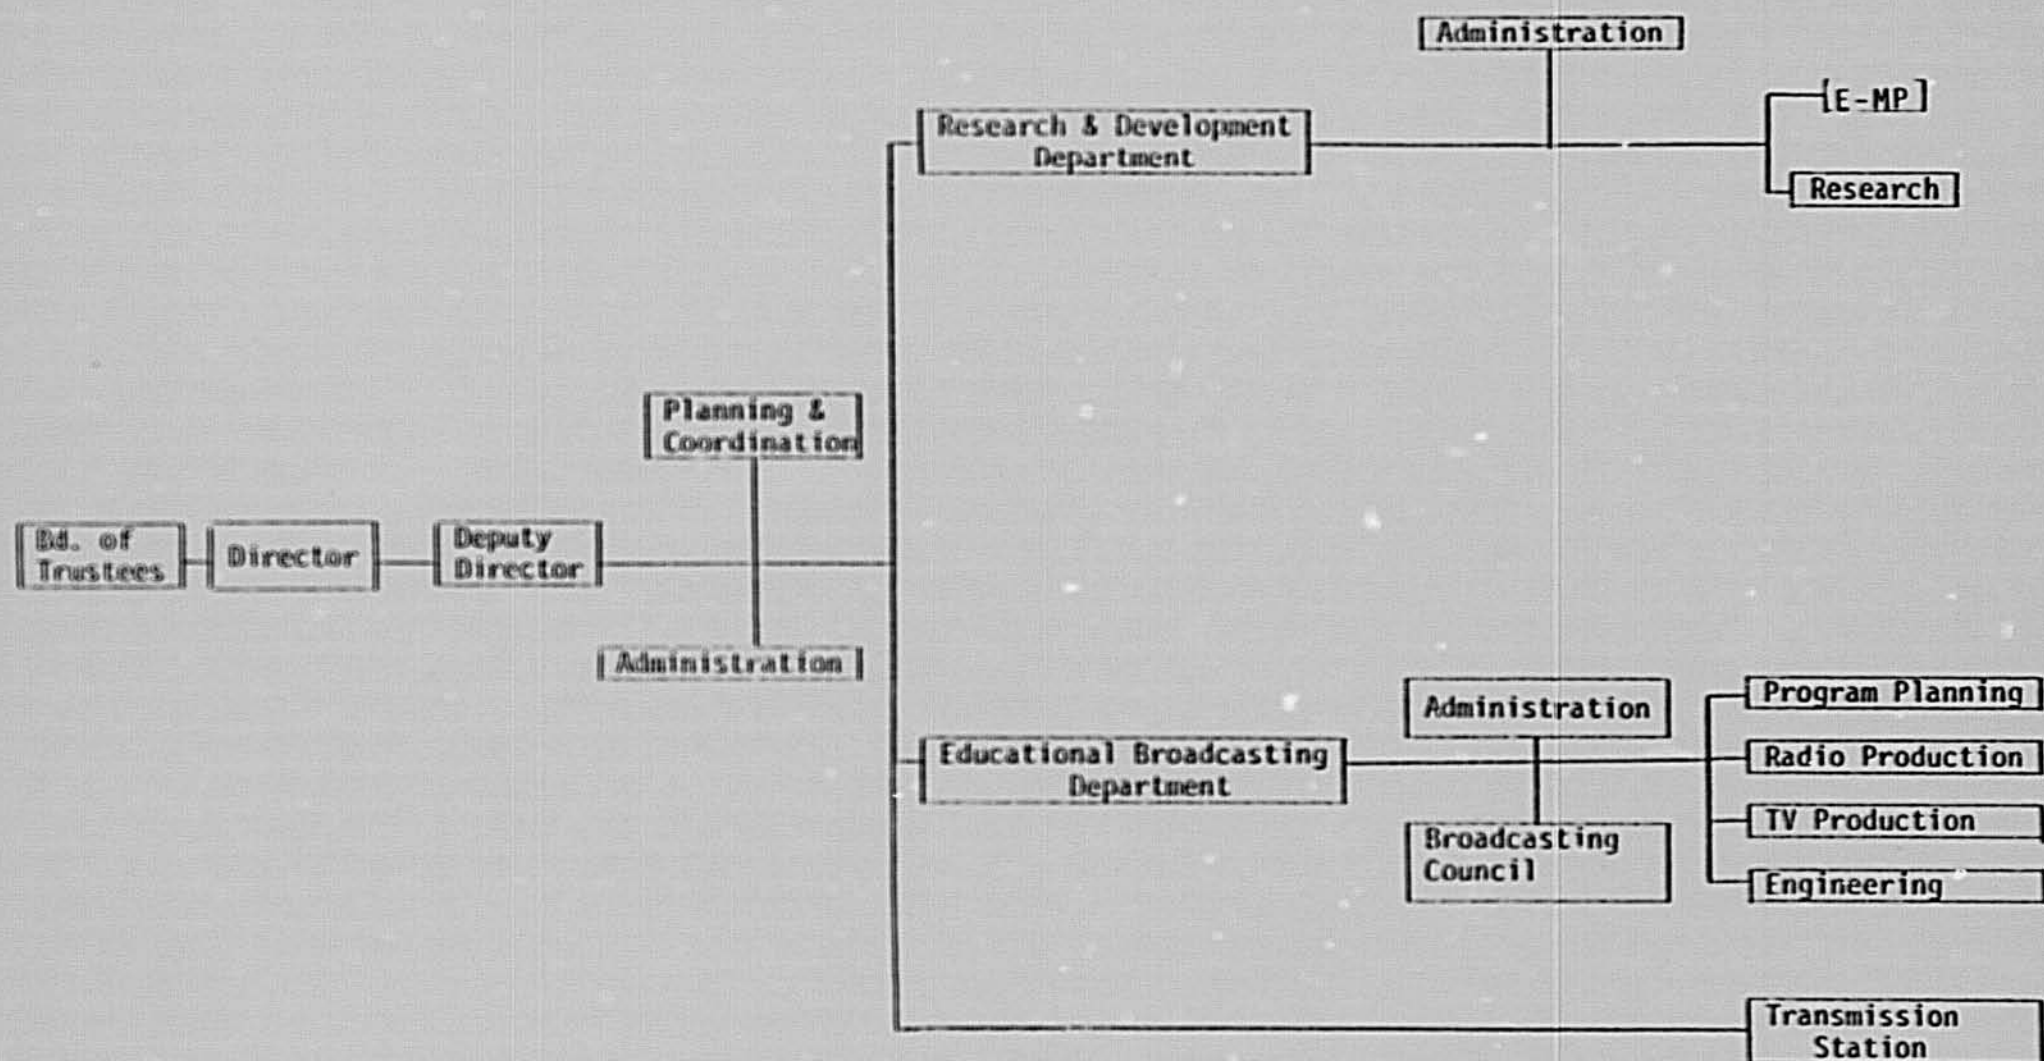 Administration
E-MP
Research & Development
Department
Research
Planning &
Coordination
Bd. of
Trustees
Director
Deputy
Director
Administration
Administration
Program Planning
Educational Broadcasting
Department
Radio Production
TV Production
Broadcasting
Council
Engineering
Transmission
Station